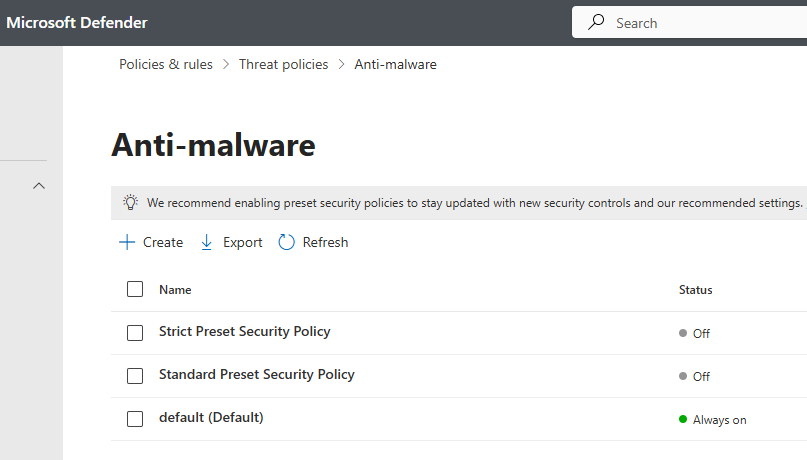 Microsoft Defender
Search
Policies & rules > Threat policies > Anti-malware
Anti-malware
We recommend enabling preset security policies to stay updated with new security controls and our recommended settings.
Create Export Refresh
Name Status
Strict Preset Security Policy Off
Standard Preset Security Policy Off
default (Default) Always on